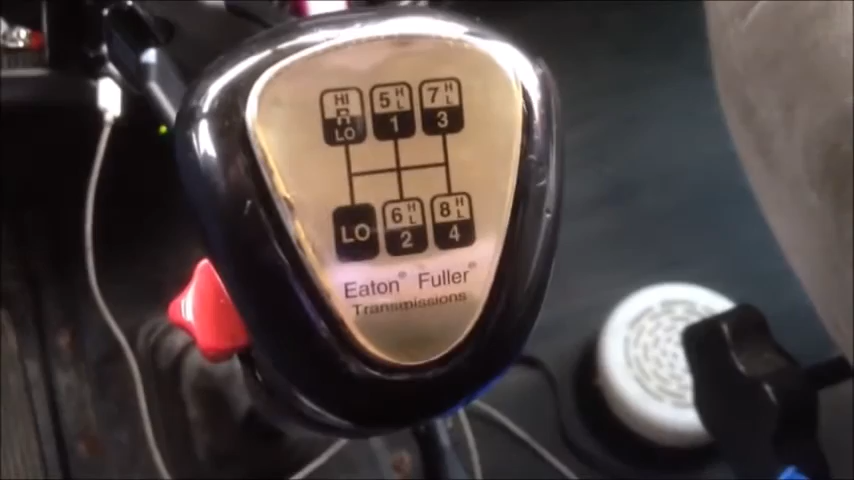 HI R LO 5 H L 1 7 H L 3
LO 6 H L 2 8 H L 4
Eaton® Fuller®
Transmissions